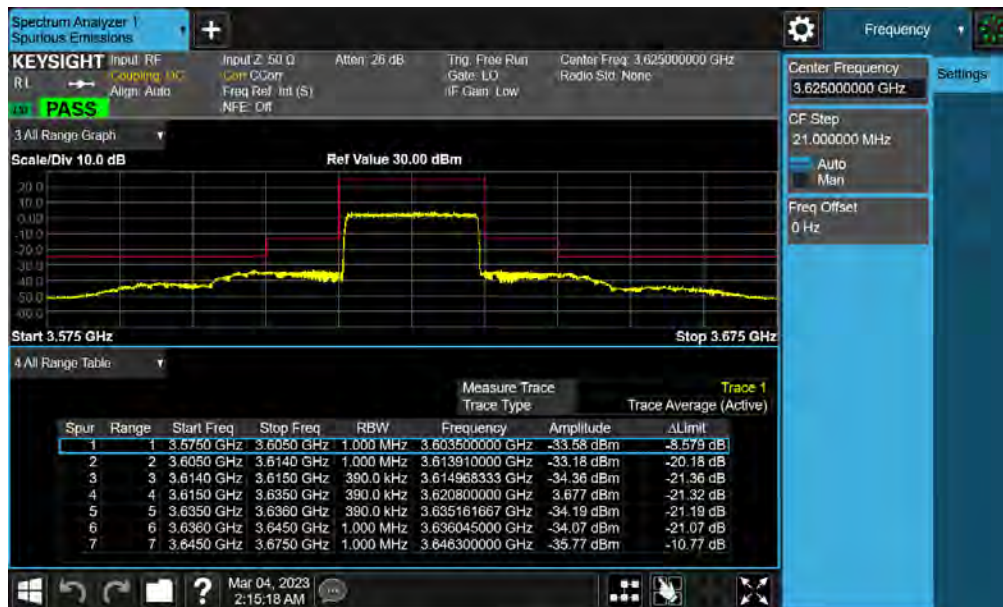 Spectrum Analyzer 1
Spurious Emissions
Frequency
KEYSIGHT
RL
PASS
Input: RF
Coupling: DC
Align: Auto
Input Z: 50 Ω
Corr CCorr
Freq Ref: Int (S)
NFE: Off
Atten: 26 dB
Trig: Free Run
Gate: LO
IF Gain: Low
Center Freq: 3.625000000 GHz
Radio Std: None
Center Frequency
3.625000000 GHz
Settings
CF Step
21.000000 MHz
Auto
Man
Freq Offset
0 Hz
3 All Range Graph
Scale/Div 10.0 dB
Ref Value 30.00 dBm
20.0
10.0
0.00
-10.0
-20.0
-30.0
-40.0
-50.0
-60.0
Start 3.575 GHz
Stop 3.675 GHz
4 All Range Table
Measure Trace Trace 1
Trace Type Trace Average (Active)
Spur Range Start Freq Stop Freq RBW Frequency Amplitude ΔLimit
1 1 3.5750 GHz 3.6050 GHz 1.000 MHz 3.603500000 GHz -33.58 dBm -8.579 dB
2 2 3.6050 GHz 3.6140 GHz 1.000 MHz 3.613910000 GHz -33.18 dBm -20.18 dB
3 3 3.6140 GHz 3.6150 GHz 390.0 kHz 3.614968333 GHz -34.36 dBm -21.36 dB
4 4 3.6150 GHz 3.6350 GHz 390.0 kHz 3.620800000 GHz 3.677 dBm -21.32 dB
5 5 3.6350 GHz 3.6360 GHz 390.0 kHz 3.635161667 GHz -34.19 dBm -21.19 dB
6 6 3.6360 GHz 3.6450 GHz 1.000 MHz 3.636045000 GHz -34.07 dBm -21.07 dB
7 7 3.6450 GHz 3.6750 GHz 1.000 MHz 3.646300000 GHz -35.77 dBm -10.77 dB
Mar 04, 2023
2:15:18 AM